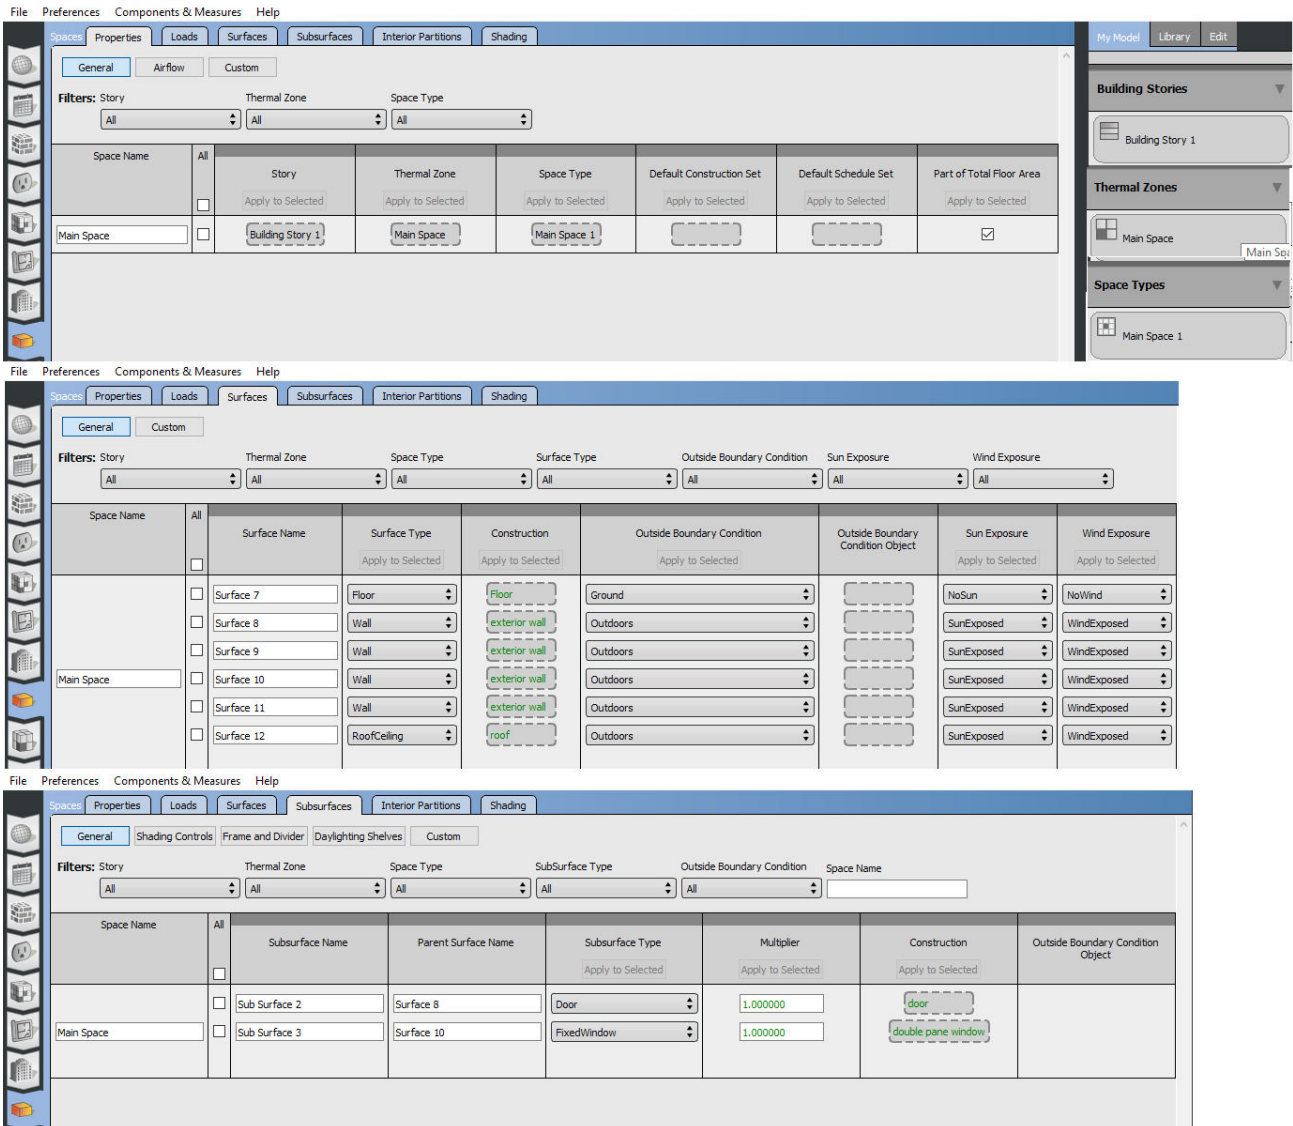 File Preferences Components & Measures Help
Spaces Properties Loads Surfaces Subsurfaces Interior Partitions Shading
My Model Library Edit
General Airflow Custom
Filters: Story Thermal Zone Space Type
All All All
Space Name All Story Thermal Zone Space Type Default Construction Set Default Schedule Set Part of Total Floor Area
Apply to Selected Apply to Selected Apply to Selected Apply to Selected Apply to Selected Apply to Selected
Main Space Building Story 1 Main Space Main Space 1
Building Stories
Building Story 1
Thermal Zones
Main Space
Main Spa
Space Types
Main Space 1
File Preferences Components & Measures Help
Spaces Properties Loads Surfaces Subsurfaces Interior Partitions Shading
General Custom
Filters: Story Thermal Zone Space Type Surface Type Outside Boundary Condition Sun Exposure Wind Exposure
All All All All All All All
Space Name All Surface Name Surface Type Construction Outside Boundary Condition Outside Boundary Condition Object Sun Exposure Wind Exposure
Apply to Selected Apply to Selected Apply to Selected Apply to Selected Apply to Selected
Surface 7 Floor Floor Ground NoSun NoWind
Surface 8 Wall exterior wall Outdoors SunExposed WindExposed
Surface 9 Wall exterior wall Outdoors SunExposed WindExposed
Main Space Surface 10 Wall exterior wall Outdoors SunExposed WindExposed
Surface 11 Wall exterior wall Outdoors SunExposed WindExposed
Surface 12 RoofCeiling roof Outdoors SunExposed WindExposed
File Preferences Components & Measures Help
Spaces Properties Loads Surfaces Subsurfaces Interior Partitions Shading
General Shading Controls Frame and Divider Daylighting Shelves Custom
Filters: Story Thermal Zone Space Type SubSurface Type Outside Boundary Condition Space Name
All All All All All
Space Name All Subsurface Name Parent Surface Name Subsurface Type Multiplier Construction Outside Boundary Condition Object
Apply to Selected Apply to Selected Apply to Selected
Sub Surface 2 Surface 8 Door 1.000000 door
Main Space Sub Surface 3 Surface 10 FixedWindow 1.000000 double pane window